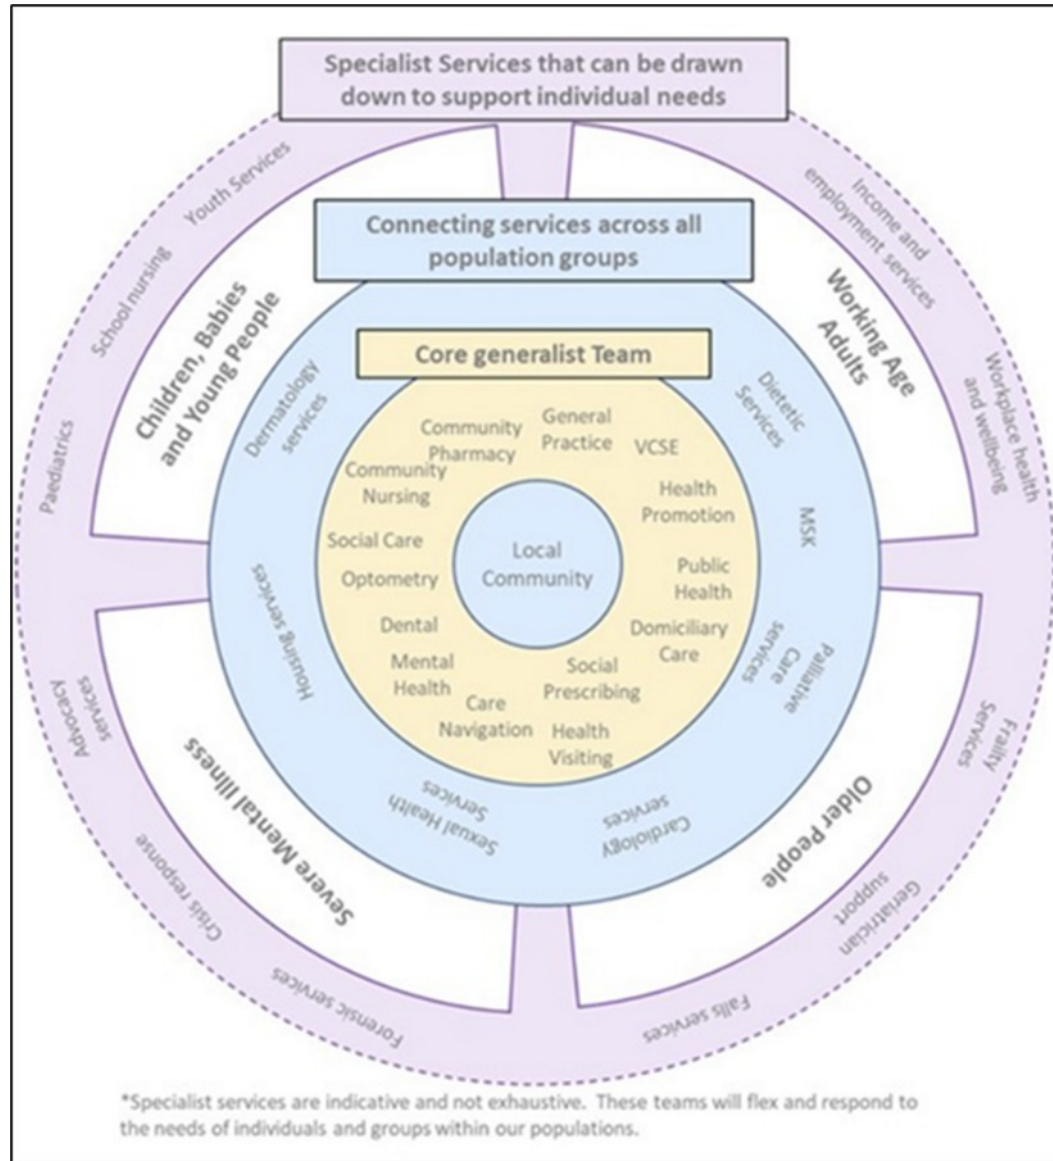 Specialist Services that can be drawn
down to support individual needs
Youth Services
School nursing
Paediatrics
Children, Babies
and Young People
Income and
employment services
Workplace health
and wellbeing
Working Age
Adults
Connecting services across all
population groups
Dermatology
services
Dietetic
Services
MSK
Palliative
Care
services
Cardiology
services
Sexual Health
Services
Housing services
Core generalist Team
Community
Pharmacy
General
Practice
VCSE
Community
Nursing
Health
Promotion
Social Care
Optometry
Public
Health
Dental
Domiciliary
Care
Mental
Health
Social
Prescribing
Care
Navigation
Health
Visiting
Local
Community
Advocacy
services
Crisis response
Forensic services
Severe Mental Illness
Frailty
Services
Geriatrician
support
Falls services
Older People
*Specialist services are indicative and not exhaustive. These teams will flex and respond to
the needs of individuals and groups within our populations.